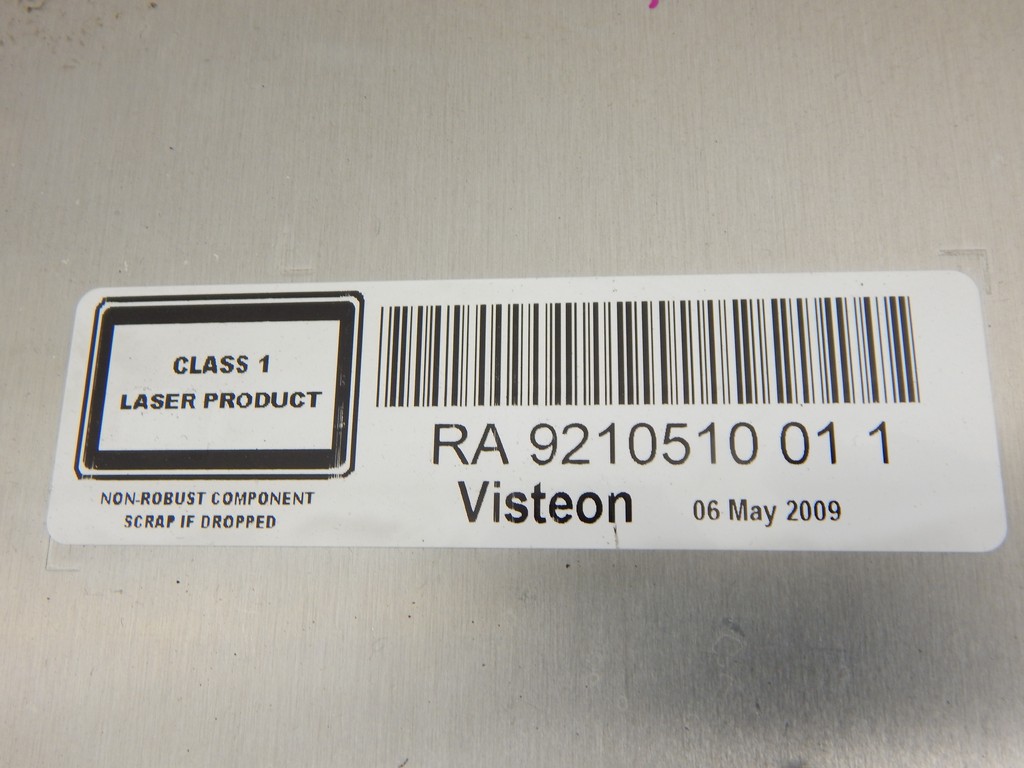 CLASS 1
LASER PRODUCT
NON-ROBUST COMPONENT
SCRAP IF DROPPED
RA 9210510 01 1
Visteon 06 May 2009